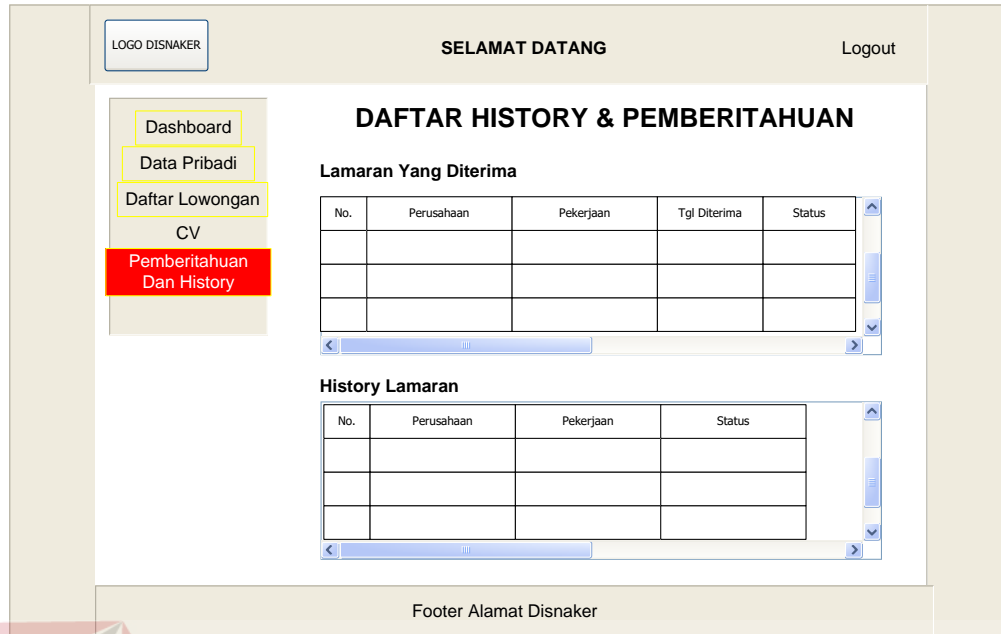 LOGO DISNAKER
SELAMAT DATANG
Logout
Dashboard
Data Pribadi
Daftar Lowongan
CV
Pemberitahuan
Dan History
DAFTAR HISTORY & PEMBERITAHUAN
Lamaran Yang Diterima
No. Perusahaan Pekerjaan Tgl Diterima Status
History Lamaran
No. Perusahaan Pekerjaan Status
Footer Alamat Disnaker